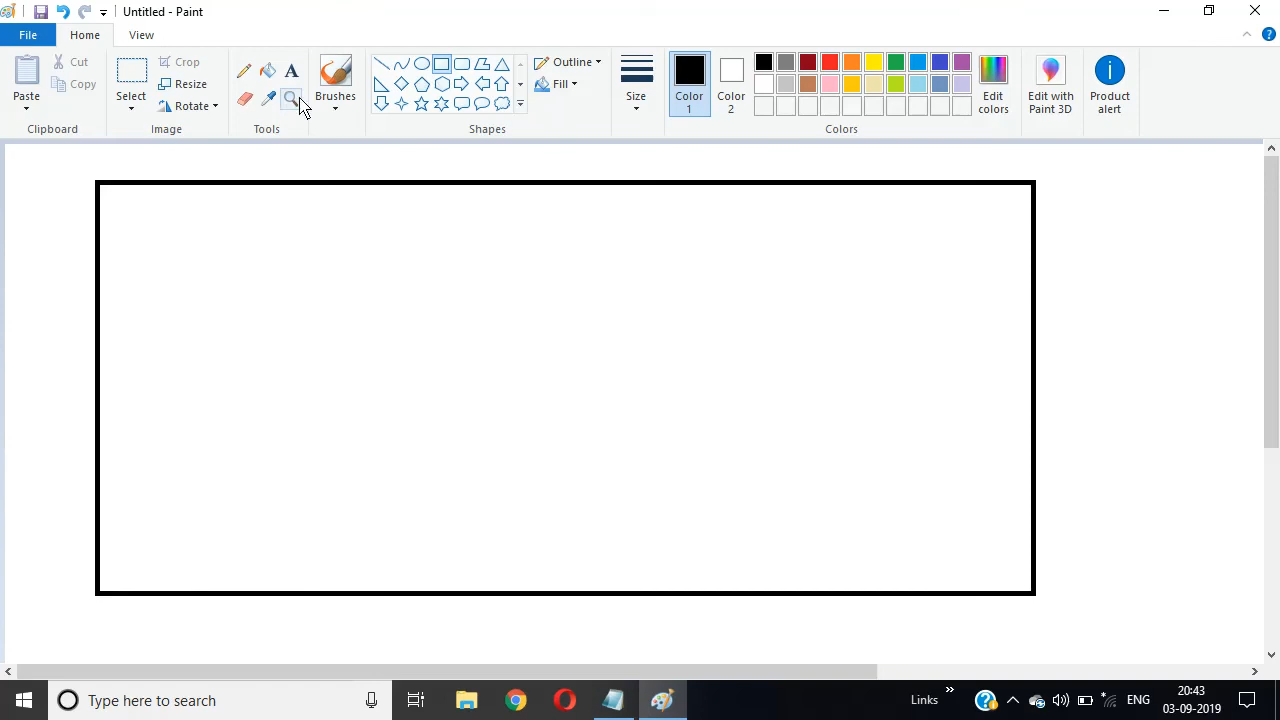 Untitled - Paint
File Home View
Paste
Cut
Copy
Clipboard
Select
Crop
Resize
Rotate
Image
A
Tools
Brushes
Outline
Fill
Shapes
Size
Color 1
Color 2
Edit colors
Colors
Edit with Paint 3D
Product alert
Type here to search
Links
ENG
20:43
03-09-2019